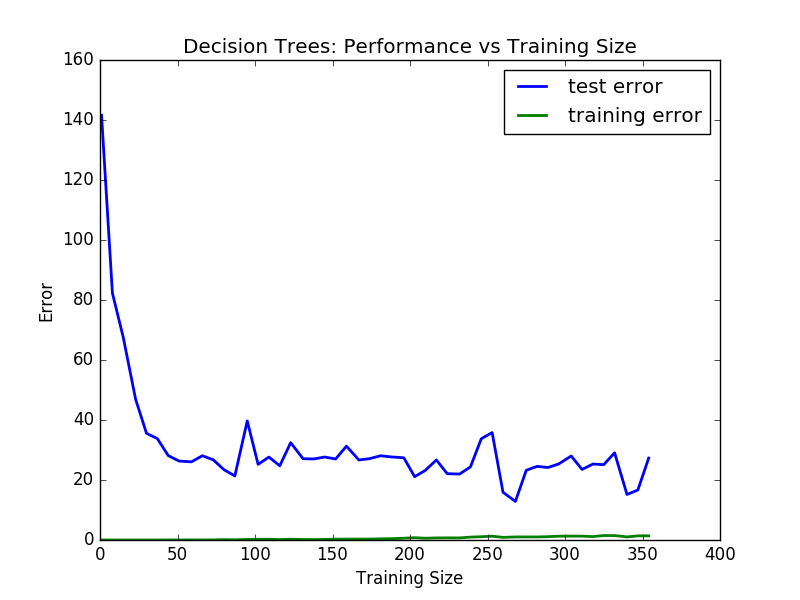 Decision Trees: Performance vs Training Size
160
140
120
100
80
60
40
20
0
Error
test error
training error
0 50 100 150 200 250 300 350 400
Training Size